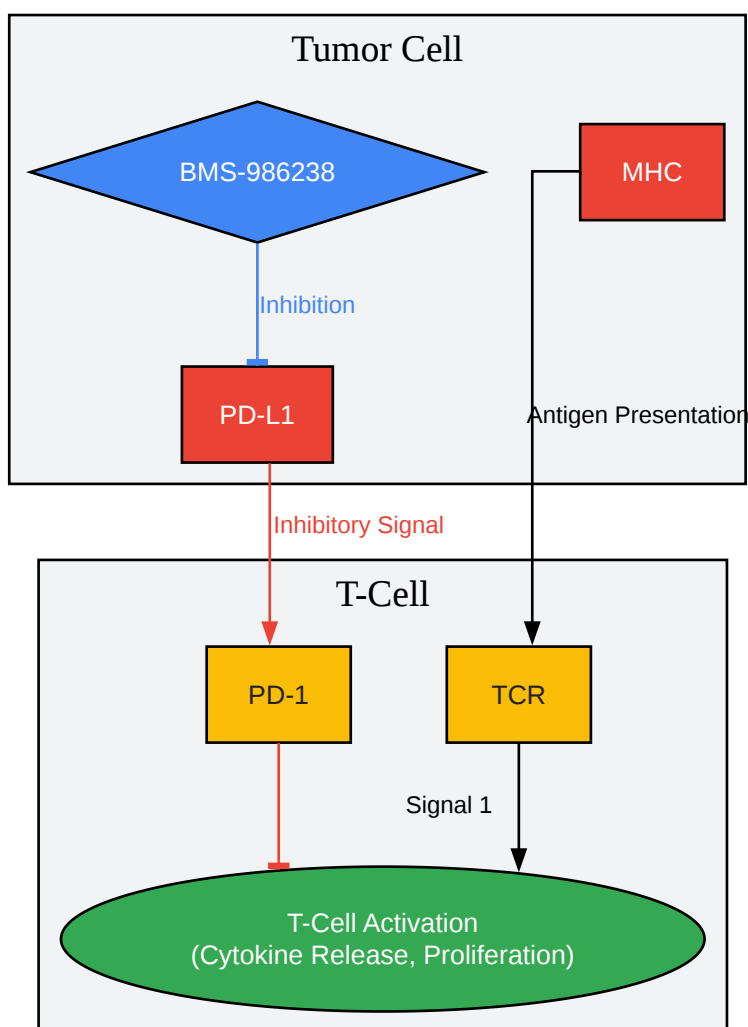 Tumor Cell
BMS-986238
MHC
Inhibition
PD-L1
Antigen Presentation
Inhibitory Signal
T-Cell
PD-1
TCR
Signal 1
T-Cell Activation
(Cytokine Release, Proliferation)